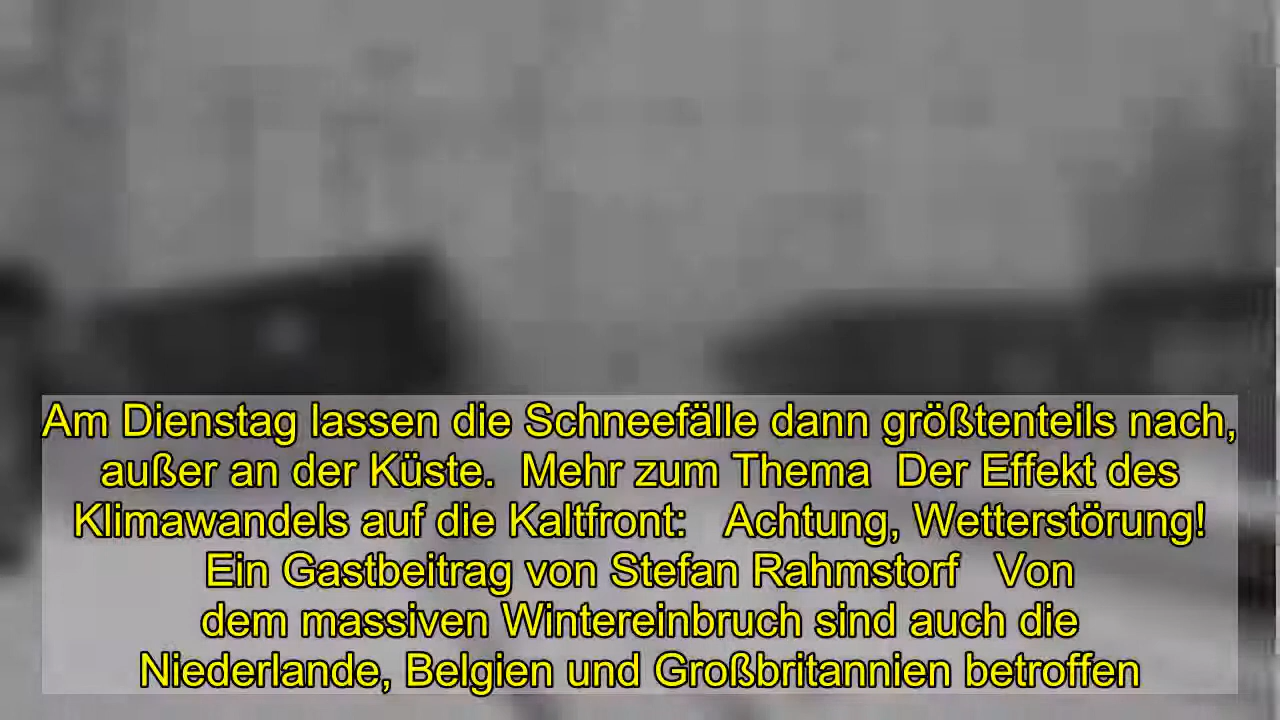 Am Dienstag lassen die Schneefälle dann größtenteils nach,
außer an der Küste.  Mehr zum Thema  Der Effekt des
Klimawandels auf die Kaltfront:   Achtung, Wetterstörung!
Ein Gastbeitrag von Stefan Rahmstorf   Von
dem massiven Wintereinbruch sind auch die
Niederlande, Belgien und Großbritannien betroffen